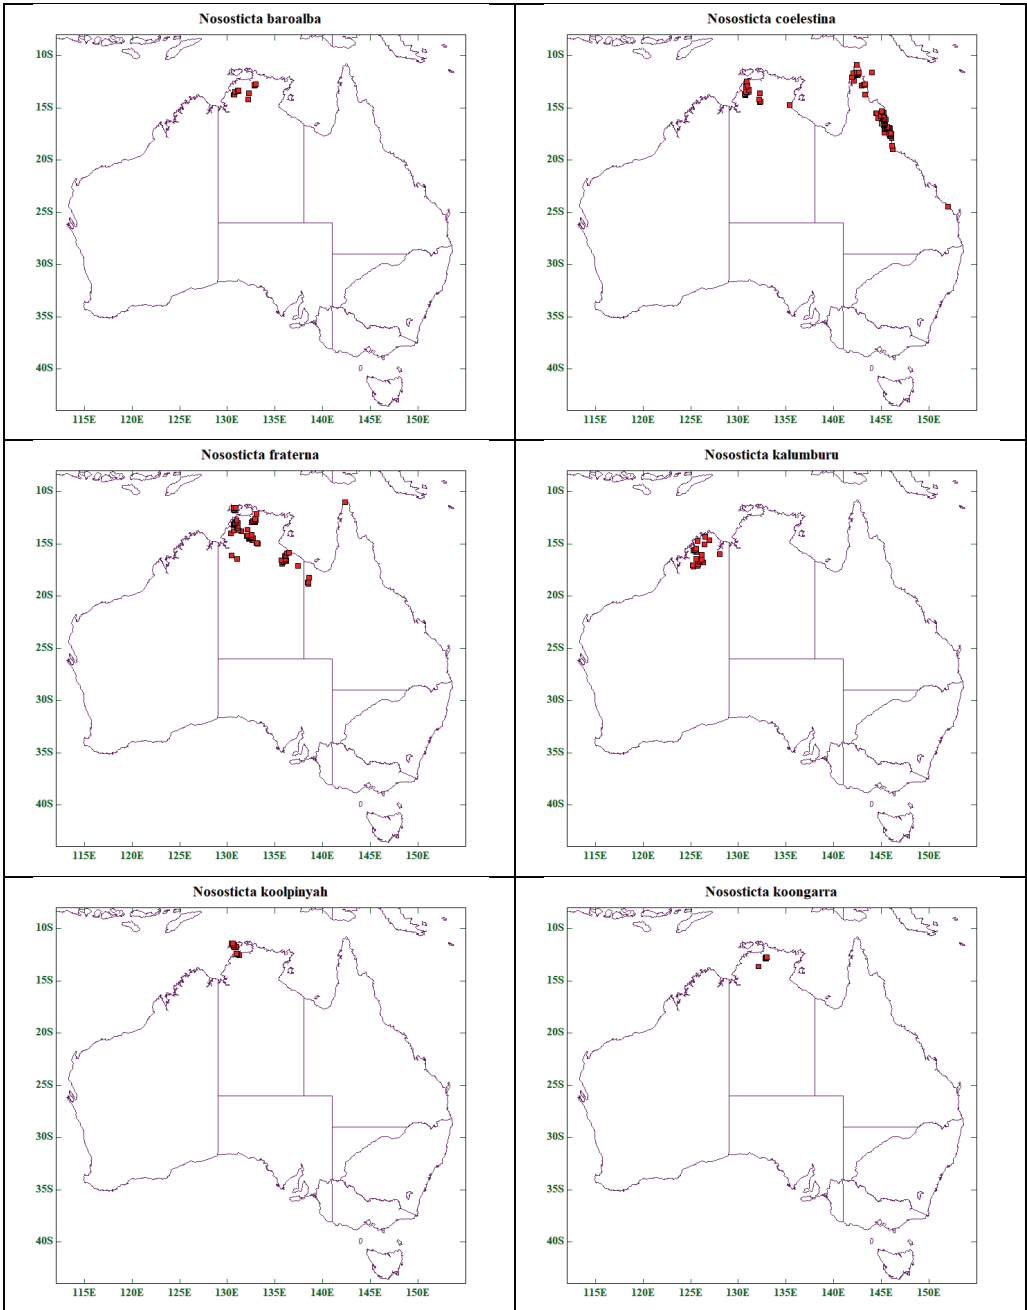 Nososticta baroalba
10S
15S
20S
25S
30S
35S
40S
115E 120E 125E 130E 135E 140E 145E 150E
Nososticta coelestina
10S
15S
20S
25S
30S
35S
40S
115E 120E 125E 130E 135E 140E 145E 150E
Nososticta fraterna
10S
15S
20S
25S
30S
35S
40S
115E 120E 125E 130E 135E 140E 145E 150E
Nososticta kalumburu
10S
15S
20S
25S
30S
35S
40S
115E 120E 125E 130E 135E 140E 145E 150E
Nososticta koolpinyah
10S
15S
20S
25S
30S
35S
40S
115E 120E 125E 130E 135E 140E 145E 150E
Nososticta koongarra
10S
15S
20S
25S
30S
35S
40S
115E 120E 125E 130E 135E 140E 145E 150E